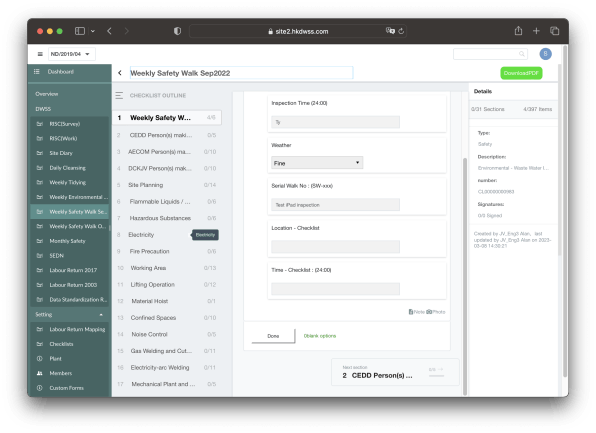 site2.hkdwss.com
ND/2019/04
S
Dashboard
Weekly Safety Walk Sep2022
DownloadPDF
Overview
DWSS
RISC(Survey)
RISC(Work)
Site Diary
Daily Cleansing
Weekly Tidying
Weekly Environmental ...
Weekly Safety Walk Se...
Weekly Safety Walk O...
Monthly Safety
SEDN
Labour Return 2017
Labour Return 2003
Data Standardization R...
Setting
Labour Return Mapping
Checklists
Plant
Members
Custom Forms
CHECKLIST OUTLINE
1 Weekly Safety W... 4/6
2 CEDD Person(s) maki... 0/5
3 AECOM Person(s) ma... 0/10
4 DCKJV Person(s) mak... 0/10
5 Site Planning 0/14
6 Flammable Liquids / ... 0/6
7 Hazardous Substances 0/6
8 Electricity
Electricity
9 Fire Precaution 0/6
10 Working Area 0/13
11 Lifting Operation 0/12
12 Material Hoist 0/1
13 Confined Spaces 0/10
14 Noise Control 0/5
15 Gas Welding and Cut... 0/11
16 Electricity-arc Welding 0/11
17 Mechanical Plant and ... 0/5
Inspection Time (24:00)
To
Weather
Fine
Serial Walk No : (SW-xxx)
Test iPad inspection
Location - Checklist
Time - Checklist : (24:00)
Note Photo
Done
0blank options
Next section
2 CEDD Person(s) ...
Details
0/31 Sections 4/397 Items
Type:
Safety
Description:
Environmental - Waste Water I...
number:
Signatures:
0/0 Signed
Created by JV_Eng3 Alan, last
updated by JV_Eng3 Alan on 2023-
03-08 14:30:21